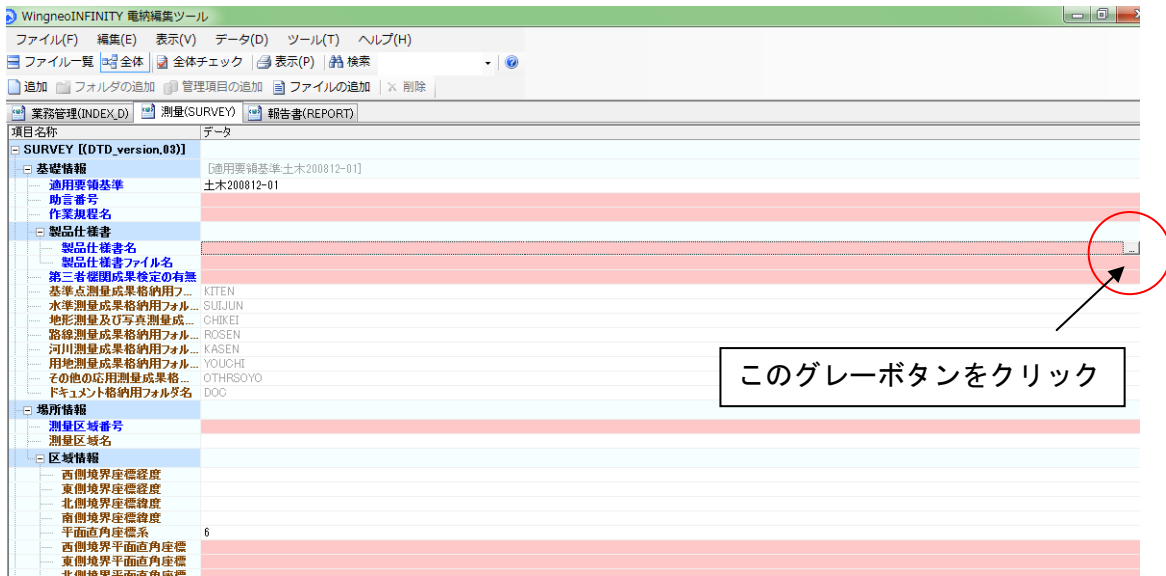 WingneoINFINITY 電納編集ツール
ファイル(F) 編集(E) 表示(V) データ(D) ツール(T) ヘルプ(H)
ファイル一覧 全体 全体チェック 表示(P) 検索
追加 フォルダの追加 管理項目の追加 ファイルの追加 削除
業務管理(INDEX_D) 測量(SURVEY) 報告書(REPORT)
項目名称 データ
SURVEY [(DTD_version,03)]
基礎情報 [適用要領基準:土木200812-01]
適用要領基準 土木200812-01
助言番号
作業規程名
製品仕様書
製品仕様書名 ...
製品仕様書ファイル名
第三者機関成果検定の有無
基準点測量成果格納用フ... KITEN
水準測量成果格納用フォル... SUIJUN
地形測量及び写真測量成... CHIKEI
路線測量成果格納用フォル... ROSEN
河川測量成果格納用フォル... KASEN
用地測量成果格納用フォル... YOUCHI
その他の応用測量成果格... OTHRSOYO
ドキュメント格納用フォルダ名 DOC
このグレーボタンをクリック
場所情報
測量区域番号
測量区域名
区域情報
西側境界座標経度
東側境界座標経度
北側境界座標緯度
南側境界座標緯度
平面直角座標系 6
西側境界平面直角座標
東側境界平面直角座標
北側境界平面直角座標